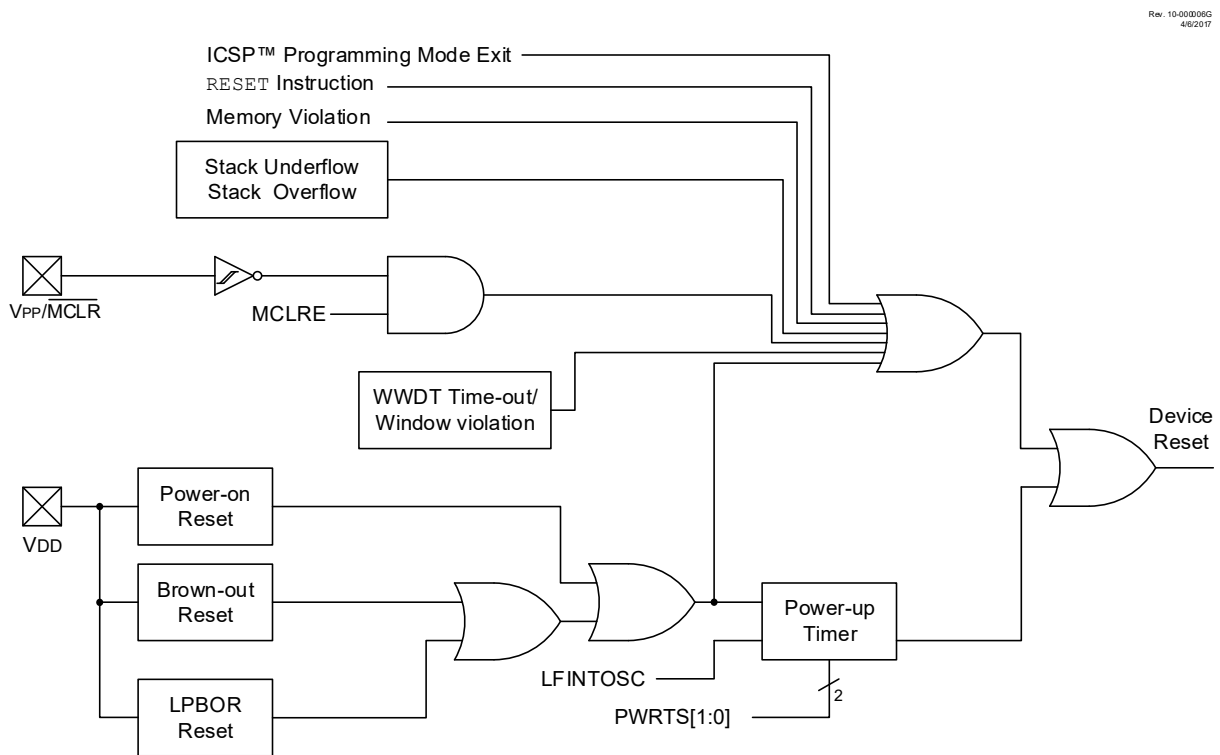 Rev. 10-000006G
4/6/2017
ICSP™ Programming Mode Exit
RESET Instruction
Memory Violation
Stack Underflow
Stack Overflow
VPP/M̅C̅L̅R̅
MCLRE
WWDT Time-out/
Window violation
Device
Reset
Power-on
Reset
VDD
Brown-out
Reset
Power-up
Timer
LFINTOSC
LPBOR
Reset
2
PWRTS[1:0]